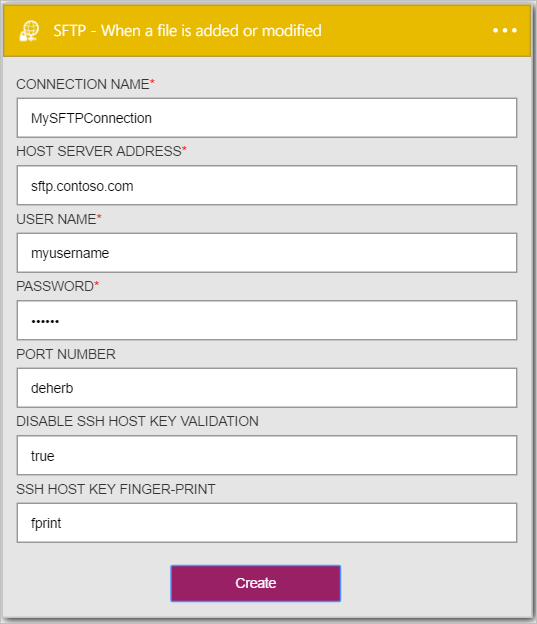 SFTP - When a file is added or modified
CONNECTION NAME*
MySFTPConnection
HOST SERVER ADDRESS*
sftp.contoso.com
USER NAME*
myusername
PASSWORD*
••••••
PORT NUMBER
deherb
DISABLE SSH HOST KEY VALIDATION
true
SSH HOST KEY FINGER-PRINT
fprint
Create